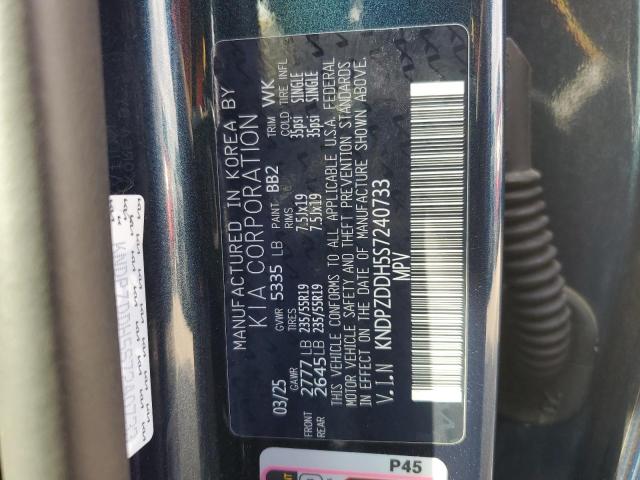 MANUFACTURED IN KOREA BY
KIA CORPORATION
03/25 GVWR 5335 LB PAINT BB2 TRIM WK
GAWR TIRES RIMS COLD TIRE INFL
FRONT 2777 LB 235/55R19 7.5Jx19 35psi SINGLE
REAR 2645 LB 235/55R19 7.5Jx19 35psi SINGLE
THIS VEHICLE CONFORMS TO ALL APPLICABLE U.S.A. FEDERAL
MOTOR VEHICLE SAFETY AND THEFT PREVENTION STANDARDS
IN EFFECT ON THE DATE OF MANUFACTURE SHOWN ABOVE.
V.I.N KNDPZDDH5S7240733
MPV
P45